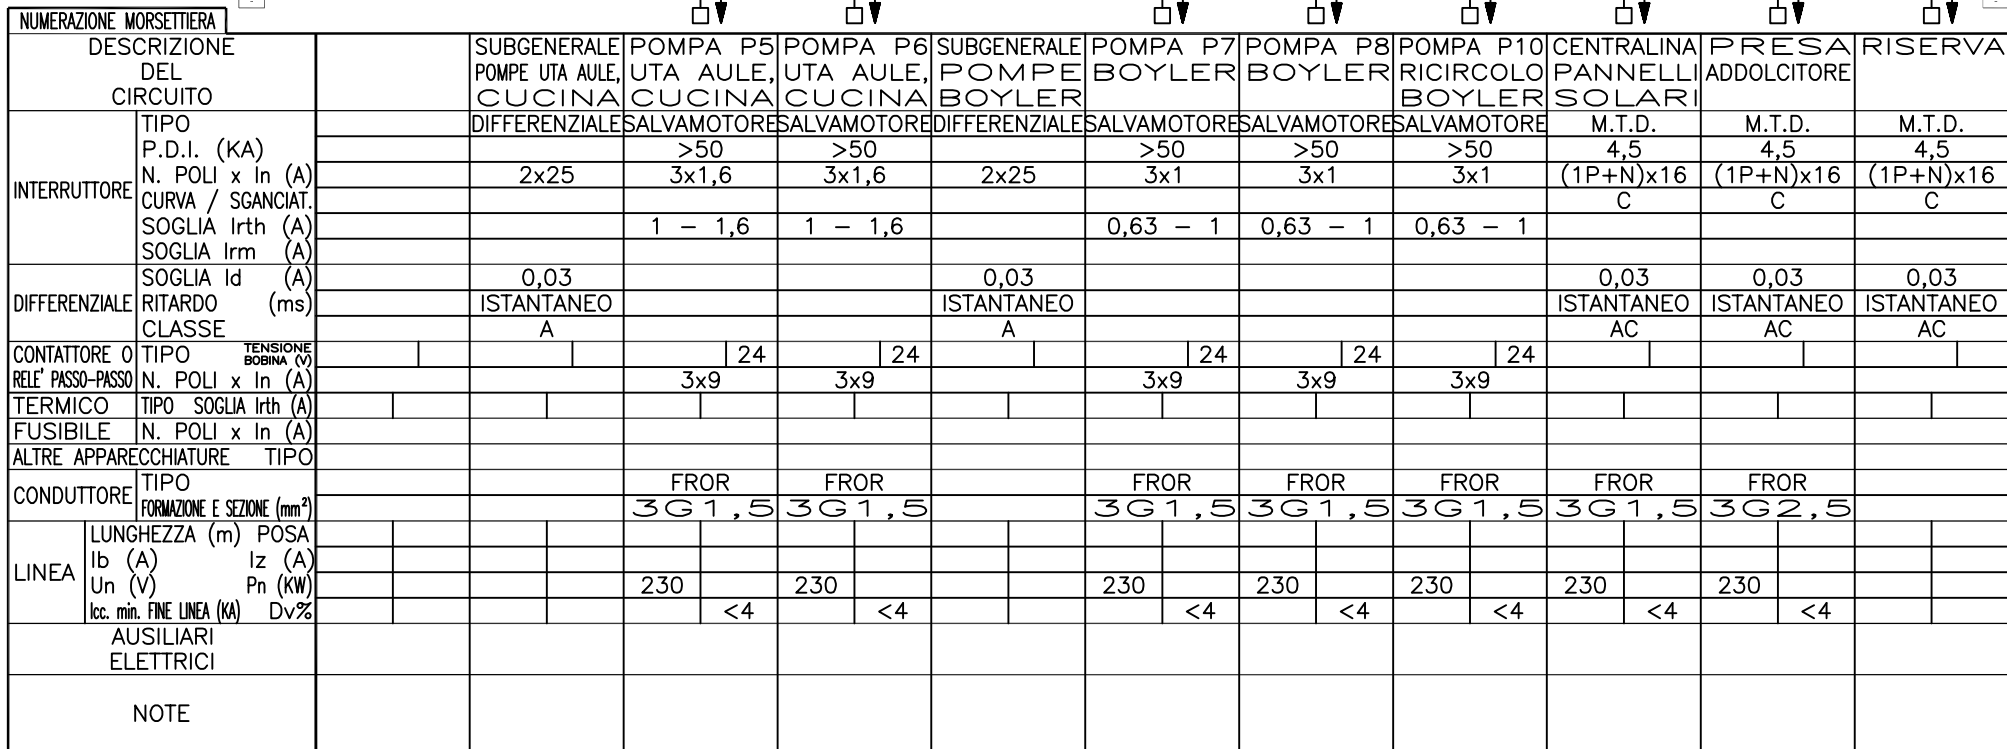 NUMERAZIONE MORSETTIERA
DESCRIZIONE DEL CIRCUITO SUBGENERALE POMPE UTA AULE, CUCINA POMPA P5 UTA AULE, CUCINA POMPA P6 UTA AULE, CUCINA SUBGENERALE POMPE BOYLER POMPA P7 BOYLER POMPA P8 BOYLER POMPA P10 RICIRCOLO BOYLER CENTRALINA PANNELLI SOLARI PRESA ADDOLCITORE RISERVA
INTERRUTTORE
TIPO DIFFERENZIALE SALVAMOTORE SALVAMOTORE DIFFERENZIALE SALVAMOTORE SALVAMOTORE SALVAMOTORE M.T.D. M.T.D. M.T.D.
P.D.I. (KA) >50 >50 >50 >50 >50 4,5 4,5 4,5
N. POLI x In (A) 2x25 3x1,6 3x1,6 2x25 3x1 3x1 3x1 (1P+N)x16 (1P+N)x16 (1P+N)x16
CURVA / SGANCIAT. C C C
SOGLIA Irth (A) 1 – 1,6 1 – 1,6 0,63 – 1 0,63 – 1 0,63 – 1
SOGLIA Irm (A)
DIFFERENZIALE
SOGLIA Id (A) 0,03 0,03 0,03 0,03 0,03
RITARDO (ms) ISTANTANEO ISTANTANEO ISTANTANEO ISTANTANEO ISTANTANEO
CLASSE A A AC AC AC
CONTATTORE O RELE' PASSO-PASSO
TIPO TENSIONE BOBINA (V) 24 24 24 24 24
N. POLI x In (A) 3x9 3x9 3x9 3x9 3x9
TERMICO TIPO SOGLIA Irth (A)
FUSIBILE N. POLI x In (A)
ALTRE APPARECCHIATURE TIPO
CONDUTTORE
TIPO FROR FROR FROR FROR FROR FROR FROR
FORMAZIONE E SEZIONE (mm²) 3G1,5 3G1,5 3G1,5 3G1,5 3G1,5 3G1,5 3G2,5
LINEA
LUNGHEZZA (m) POSA
Ib (A) Iz (A)
Un (V) Pn (KW) 230 230 230 230 230 230 230
Icc. min. FINE LINEA (KA) Dv% <4 <4 <4 <4 <4 <4 <4
AUSILIARI
ELETTRICI
NOTE